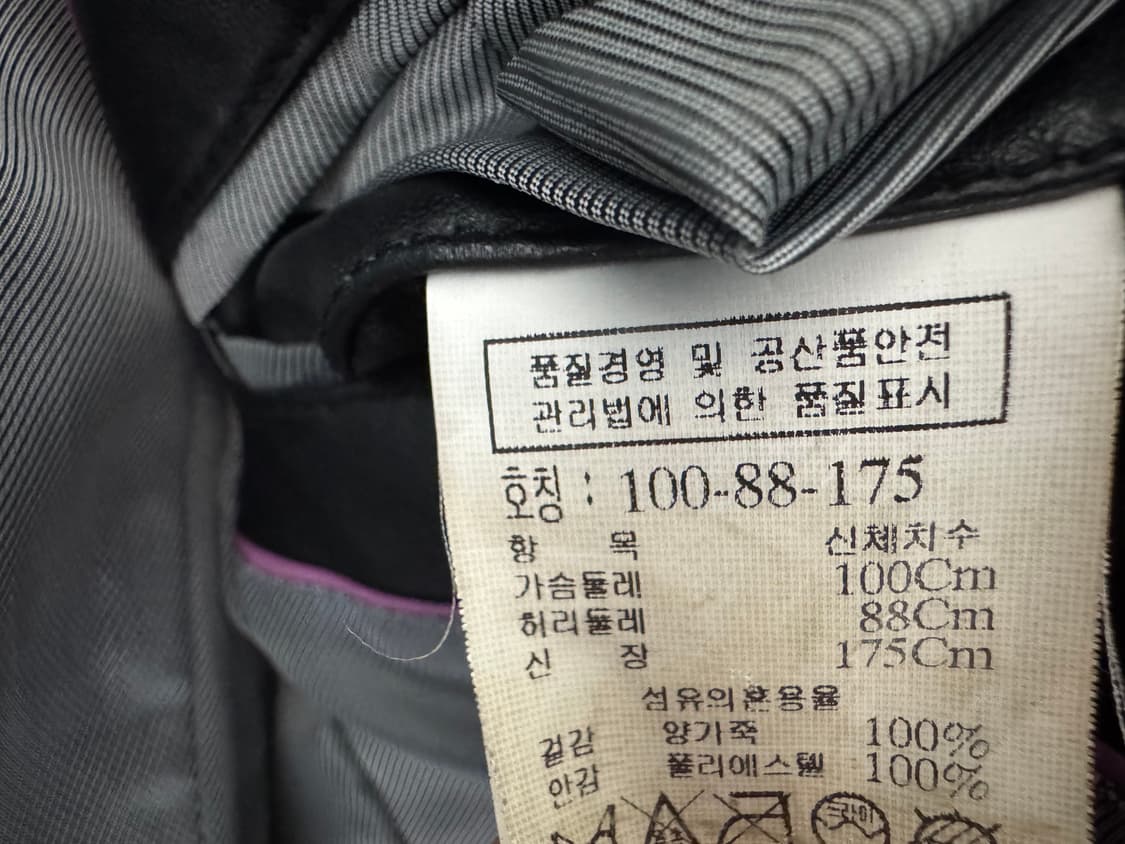 품질경영 및 공산품안전
관리법에 의한 품질표시
호칭 : 100-88-175
항 목 신체치수
가슴둘레 100Cm
허리둘레 88Cm
신 장 175Cm
섬유의혼용율
겉감 양가죽 100%
안감 폴리에스텔 100%
드라이